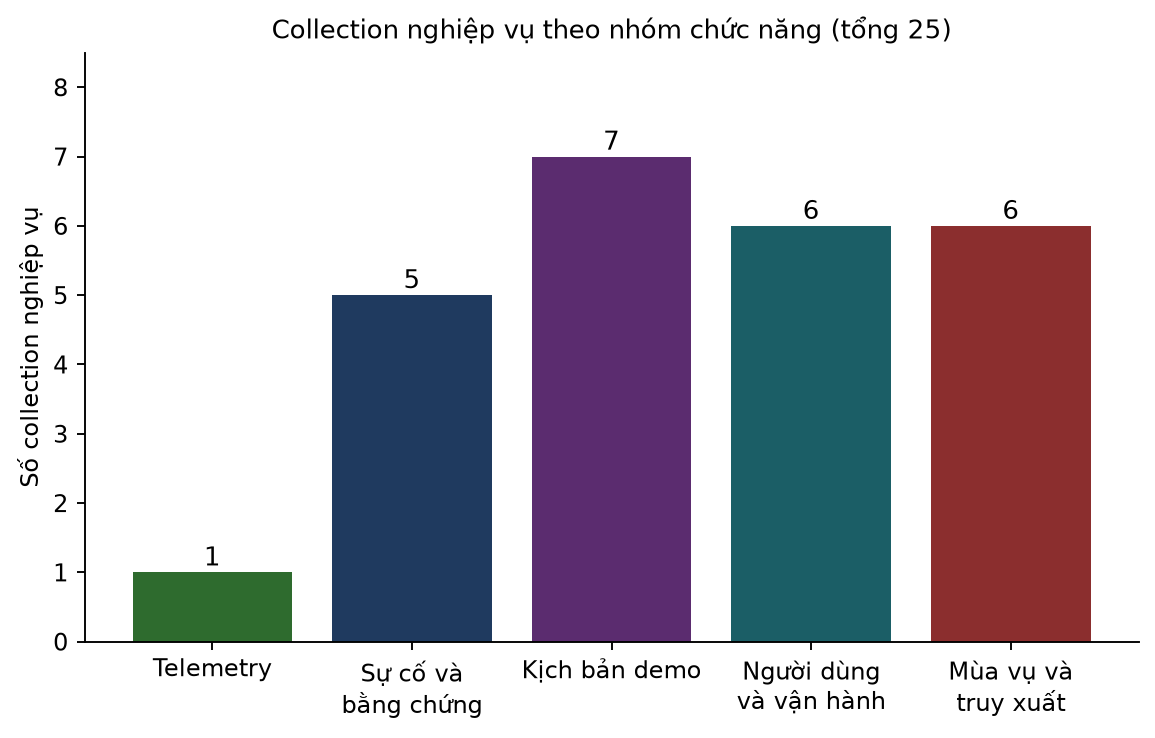 Collection nghiệp vụ theo nhóm chức năng (tổng 25)
Số collection nghiệp vụ
8
7
6
5
4
3
2
1
0
1
5
7
6
6
Telemetry
Sự cố và
bằng chứng
Kịch bản demo
Người dùng
và vận hành
Mùa vụ và
truy xuất